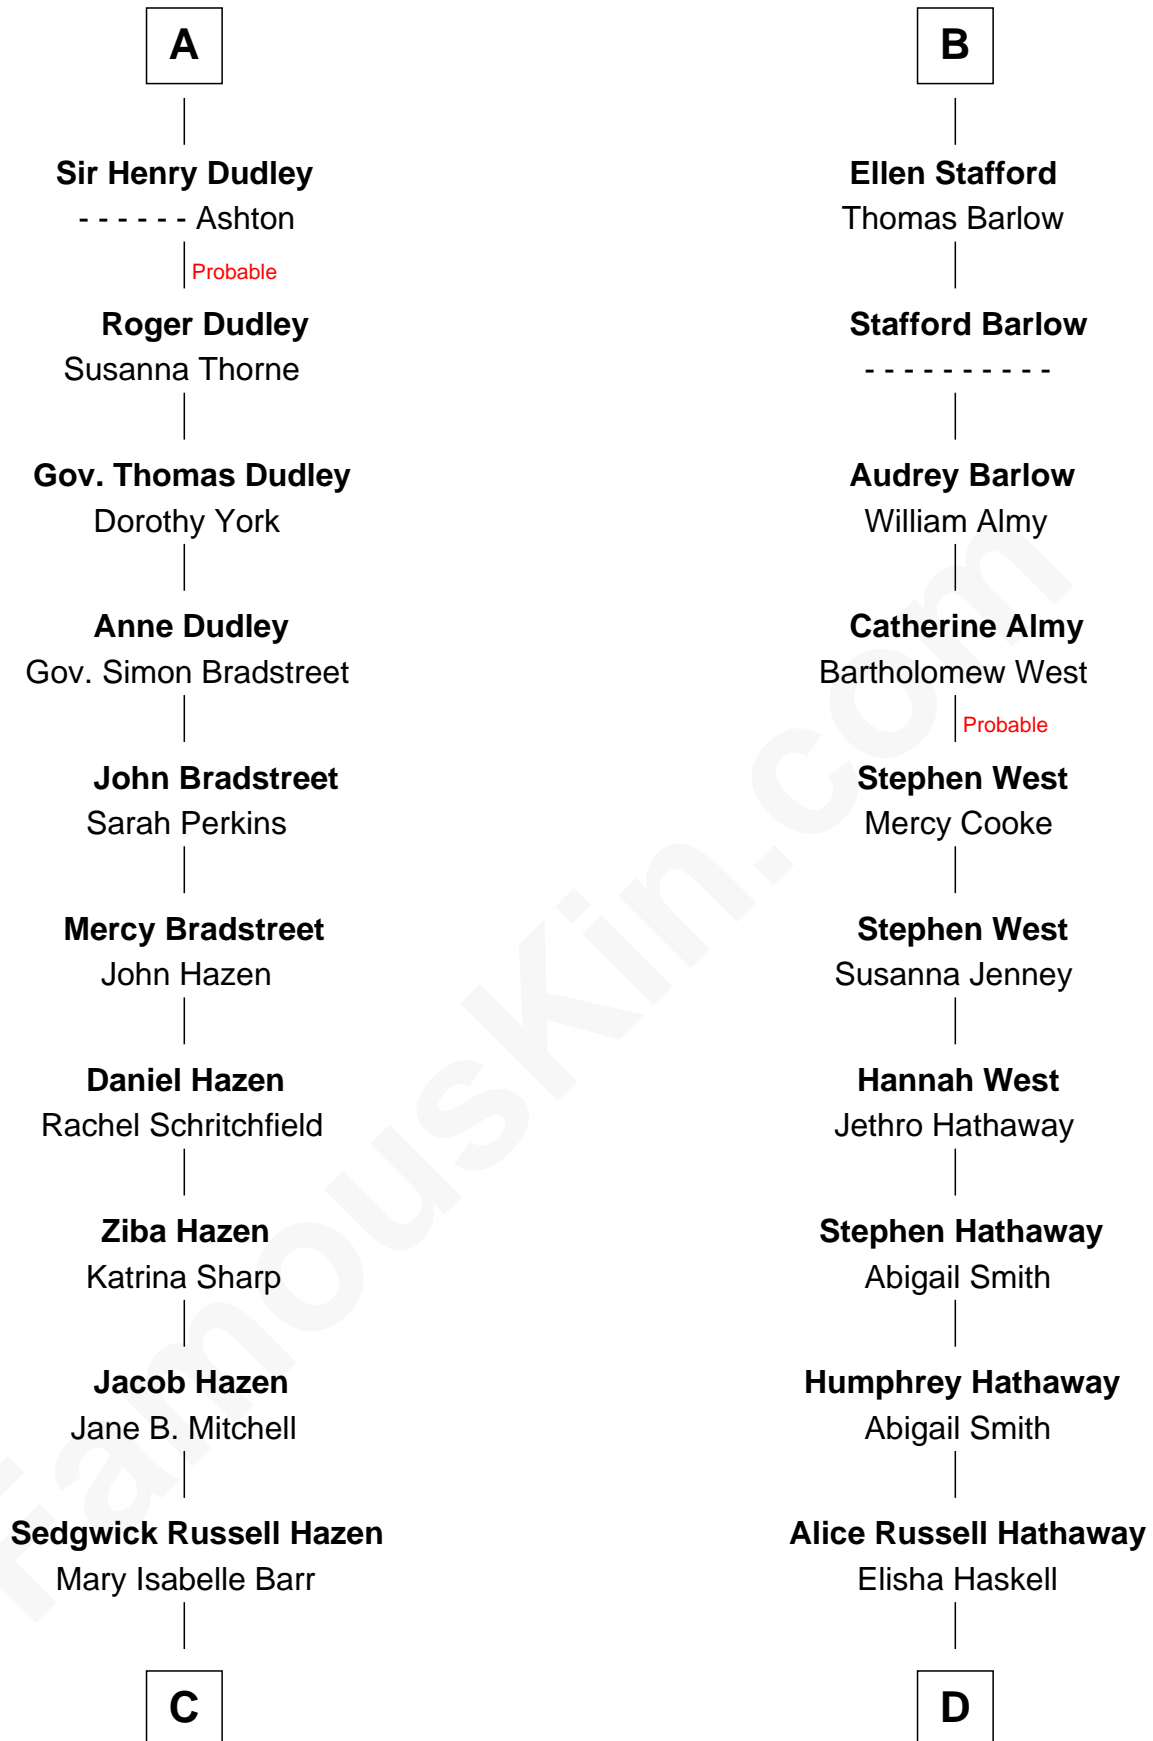 A
Sir Henry Dudley
- - - - - - Ashton
Probable
Roger Dudley
Susanna Thorne
Gov. Thomas Dudley
Dorothy York
Anne Dudley
Gov. Simon Bradstreet
John Bradstreet
Sarah Perkins
Mercy Bradstreet
John Hazen
Daniel Hazen
Rachel Schritchfield
Ziba Hazen
Katrina Sharp
Jacob Hazen
Jane B. Mitchell
Sedgwick Russell Hazen
Mary Isabelle Barr
C
B
Ellen Stafford
Thomas Barlow
Stafford Barlow
- - - - - - - - - -
Audrey Barlow
William Almy
Catherine Almy
Bartholomew West
Probable
Stephen West
Mercy Cooke
Stephen West
Susanna Jenney
Hannah West
Jethro Hathaway
Stephen Hathaway
Abigail Smith
Humphrey Hathaway
Abigail Smith
Alice Russell Hathaway
Elisha Haskell
D
FamousKin.com